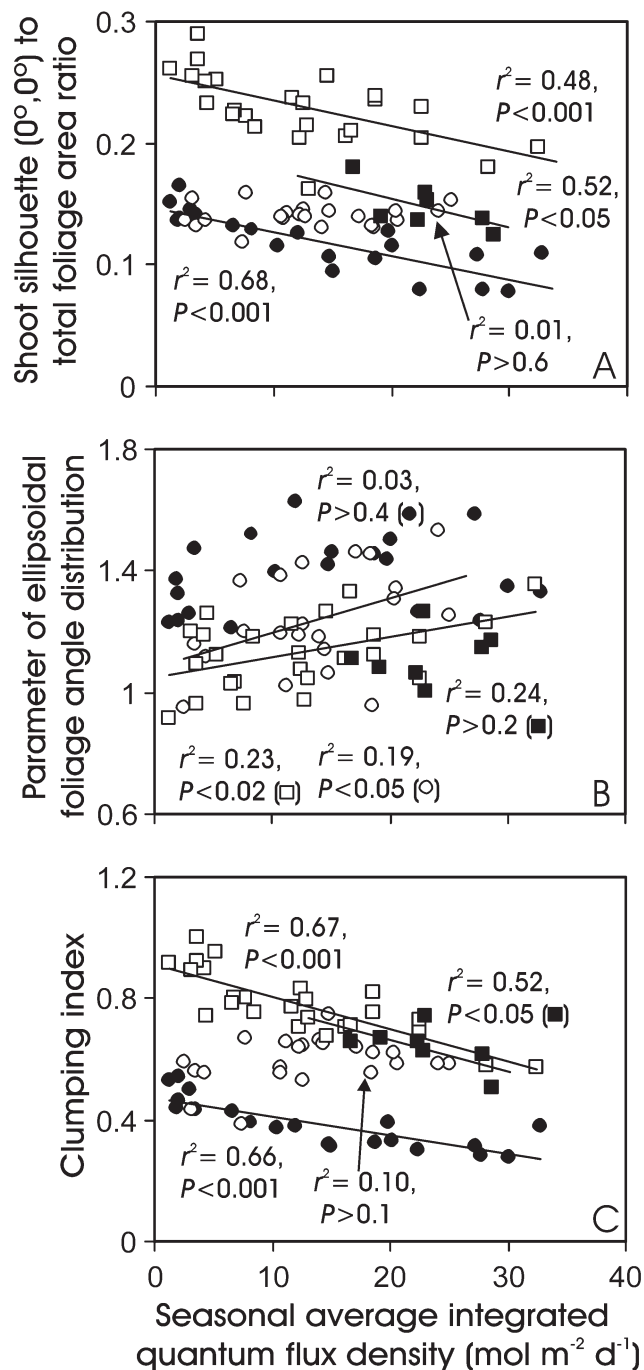 Shoot silhouette (0°,0°) to
total foliage area ratio
0.3
0.2
0.1
0
r² = 0.48,
P<0.001
r² = 0.52,
P<0.05
r² = 0.68,
P<0.001
r² = 0.01,
P>0.6
A
Parameter of ellipsoidal
foliage angle distribution
1.8
1.4
1
0.6
r² = 0.03,
P>0.4 (●)
r² = 0.24,
P>0.2 (■)
r² = 0.23,
P<0.02 (□)
r² = 0.19,
P<0.05 (○)
B
Clumping index
1.2
0.8
0.4
0
r² = 0.67,
P<0.001
r² = 0.52,
P<0.05 (■)
r² = 0.66,
P<0.001
r² = 0.10,
P>0.1
C
0 10 20 30 40
Seasonal average integrated
quantum flux density (mol m⁻² d⁻¹)